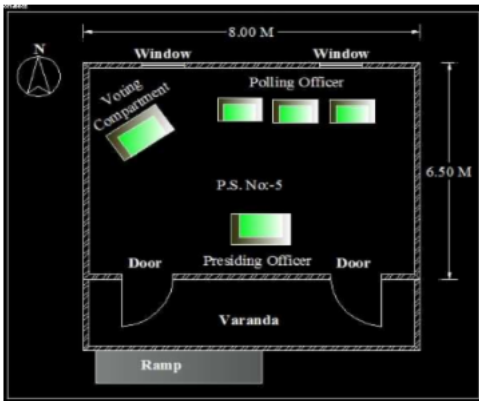 8.00 M
N
Window
Window
Voting
Compartment
Polling Officer
6.50 M
P.S. No:-5
Door
Presiding Officer
Door
Varanda
Ramp